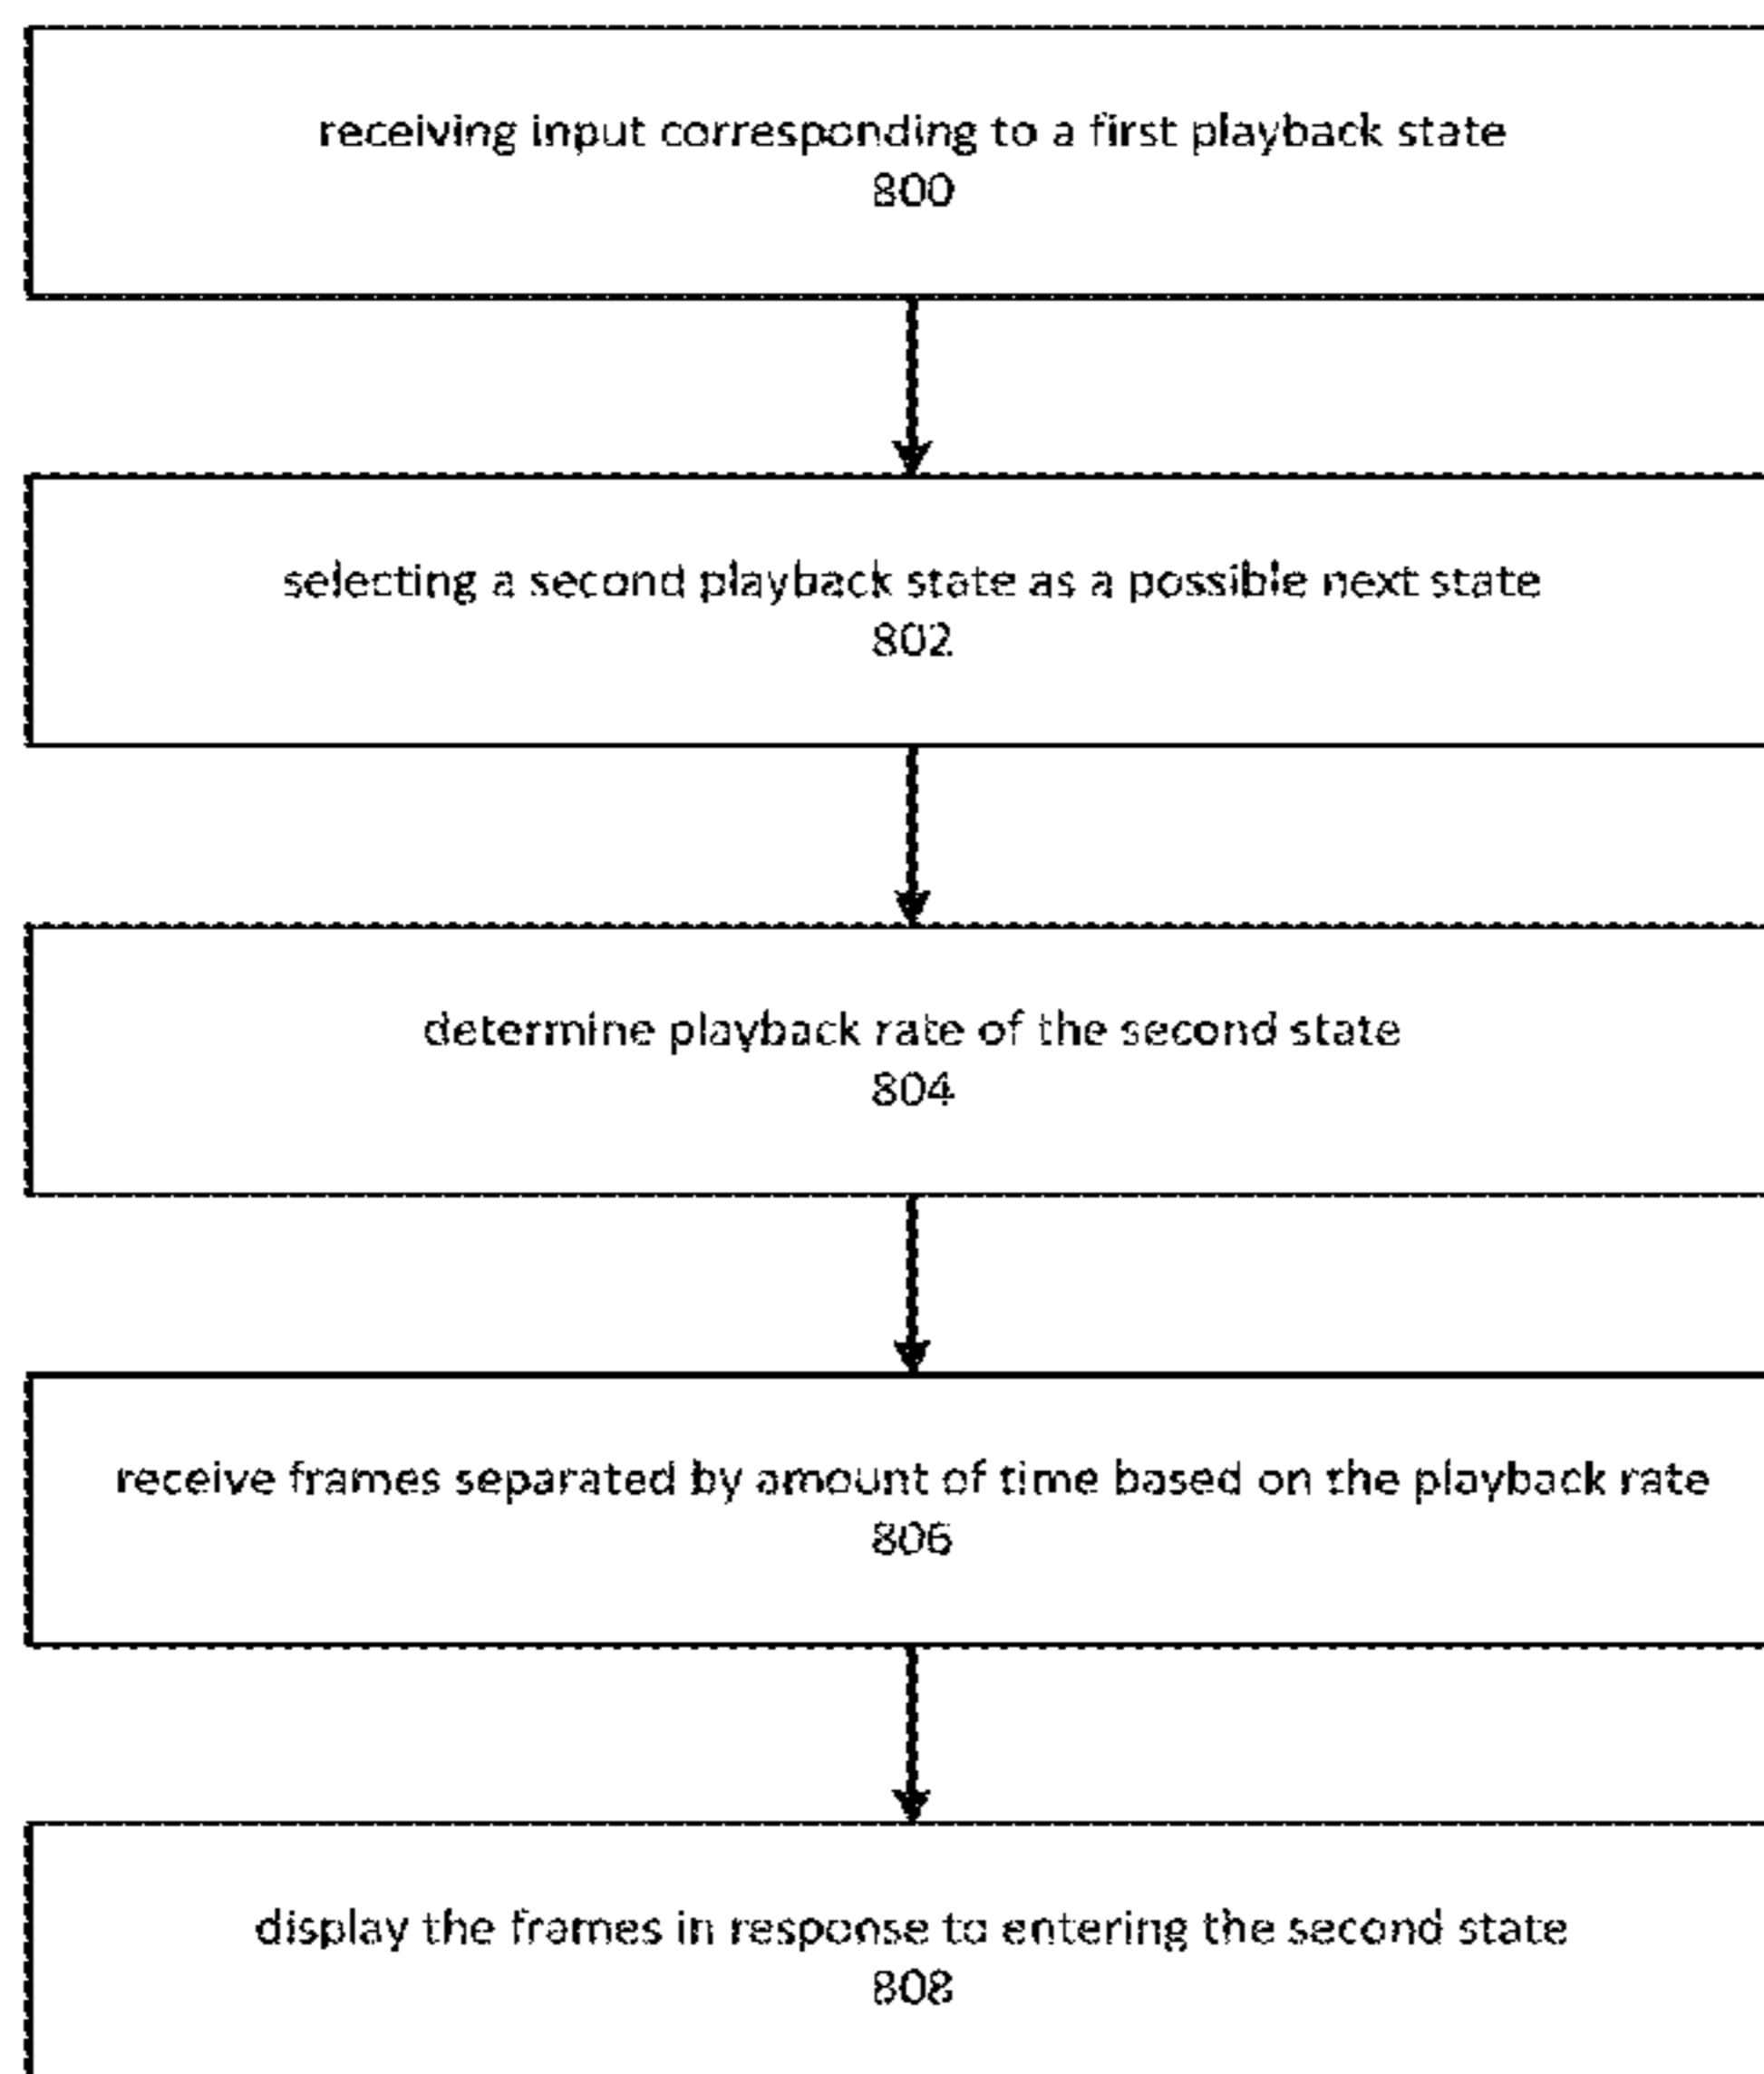 receiving input corresponding to a first playback state
800
selecting a second playback state as a possible next state
802
determine playback rate of the second state
804
receive frames separated by amount of time based on the playback rate
806
display the frames in response to entering the second state
808